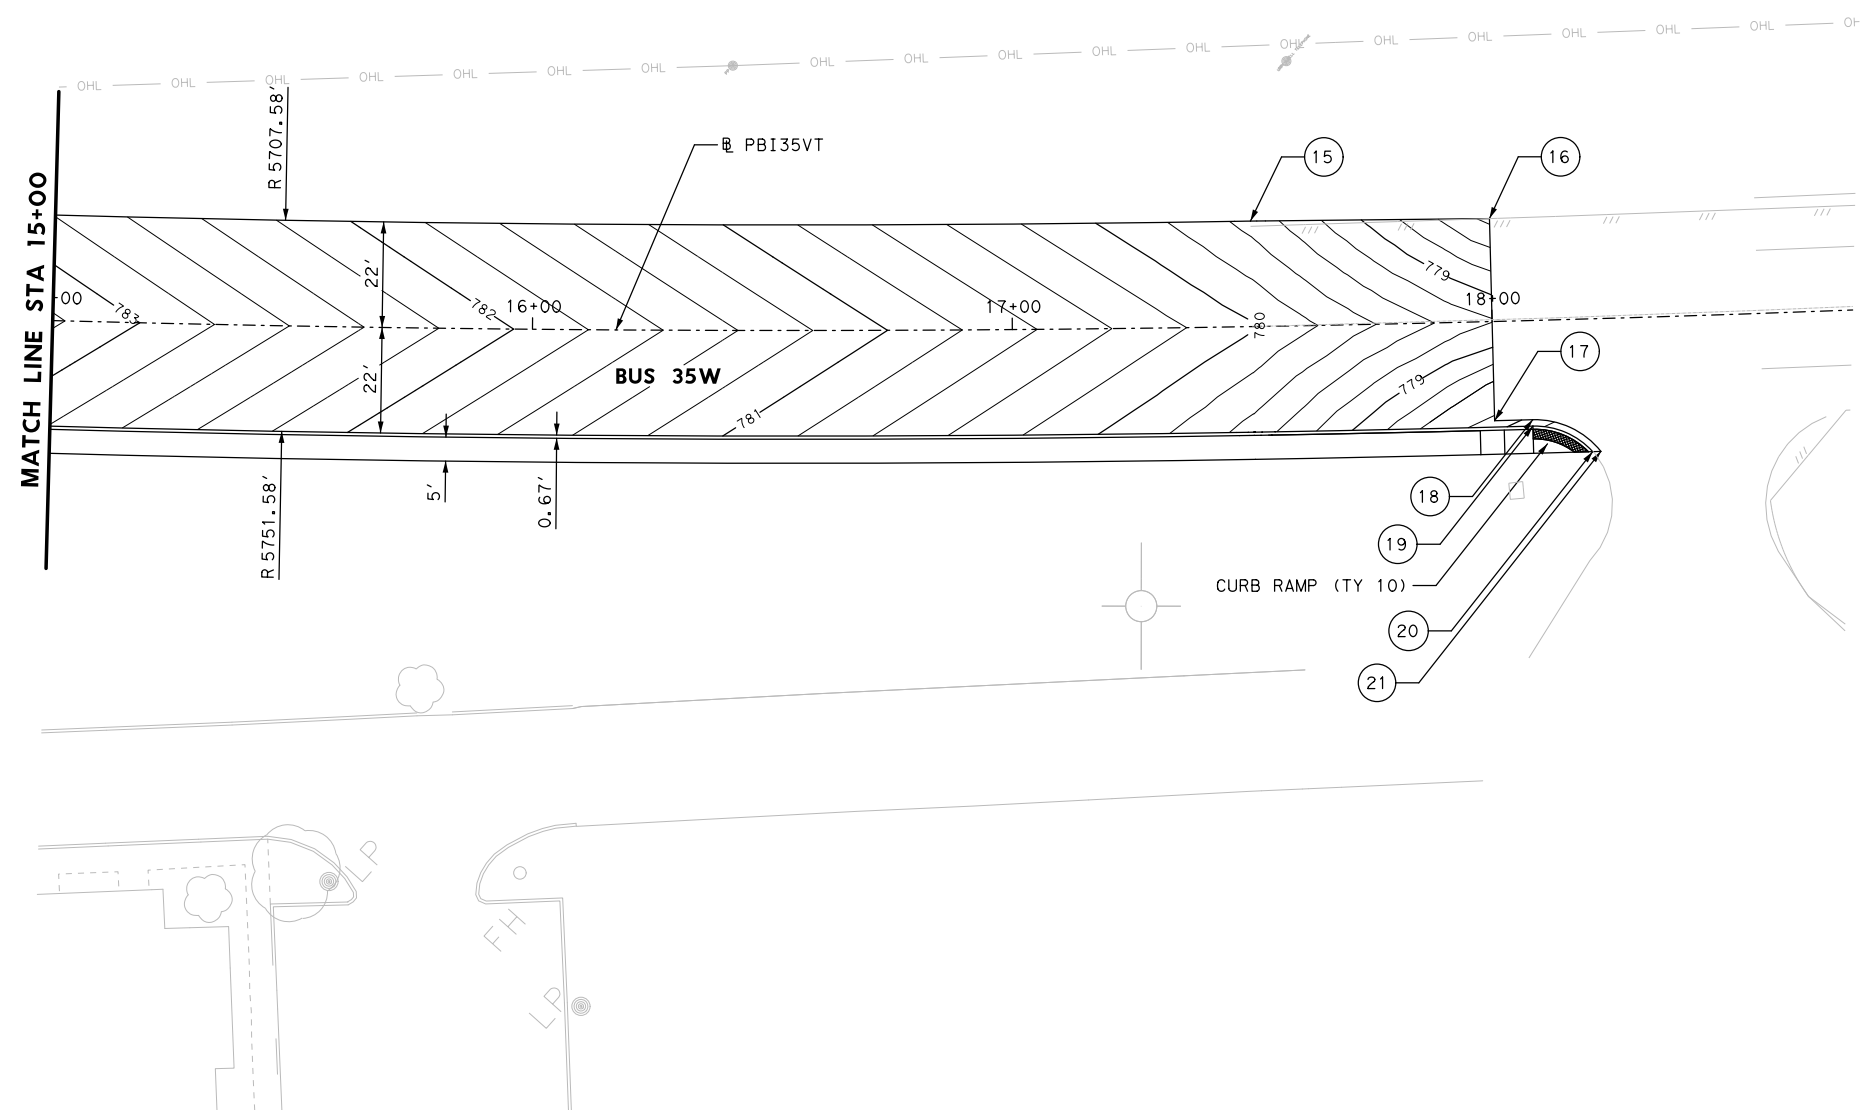 OHL OHL OHL OHL OHL OHL OHL OHL OHL OHL OHL OHL OHL OHL OHL OHL OHL OHL OHL
R 5707.58'
MATCH LINE STA 15+00
PBI35VT
15
16
22'
783
782
779
+00
16+00
17+00
18+00
780
22'
BUS 35W
781
779
17
R 5751.58'
5'
0.67'
18
19
CURB RAMP (TY 10)
20
21
LP
FH
LP